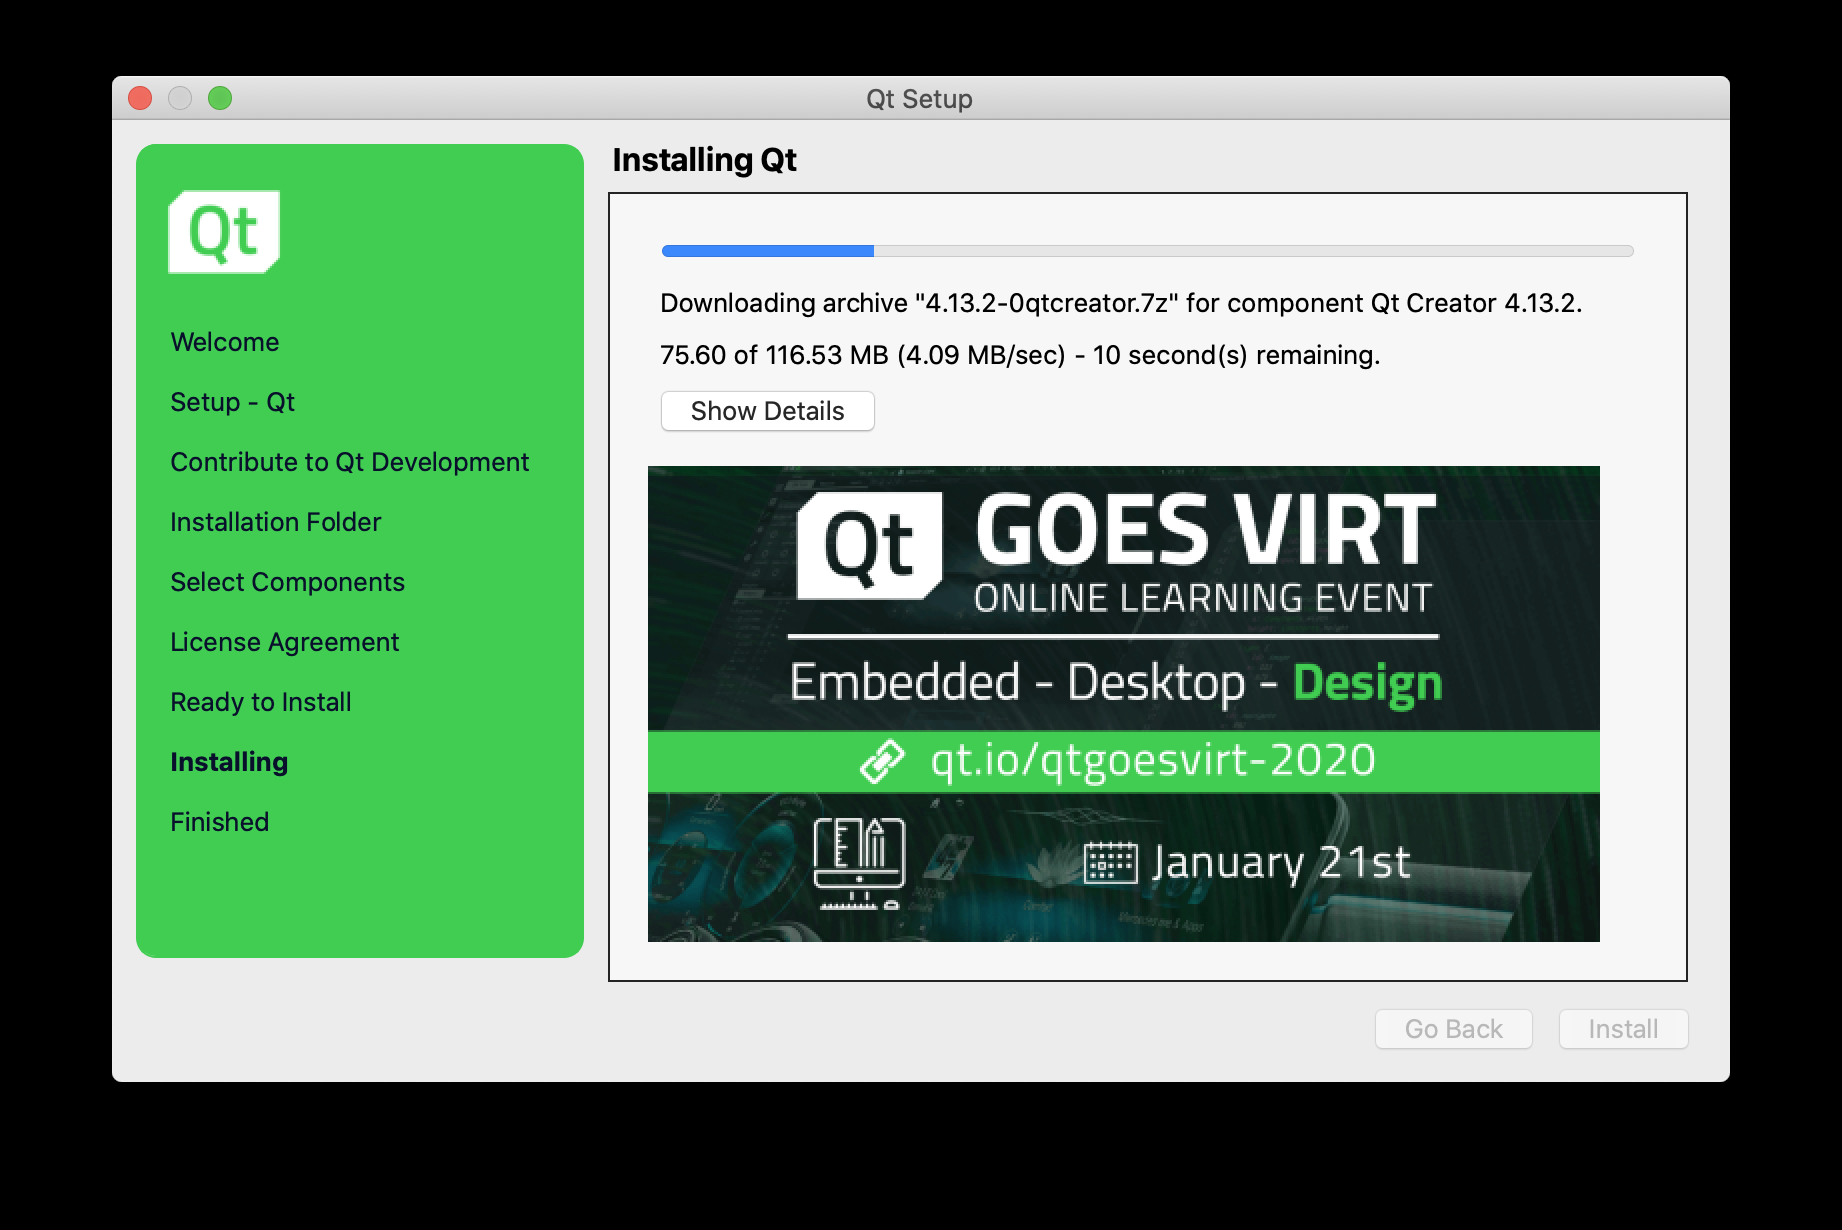 Qt Setup
Qt
Welcome
Setup - Qt
Contribute to Qt Development
Installation Folder
Select Components
License Agreement
Ready to Install
Installing
Finished
Installing Qt
Downloading archive "4.13.2-0qtcreator.7z" for component Qt Creator 4.13.2.
75.60 of 116.53 MB (4.09 MB/sec) - 10 second(s) remaining.
Show Details
Qt GOES VIRT
ONLINE LEARNING EVENT
Embedded - Desktop - Design
qt.io/qtgoesvirt-2020
January 21st
Go Back
Install